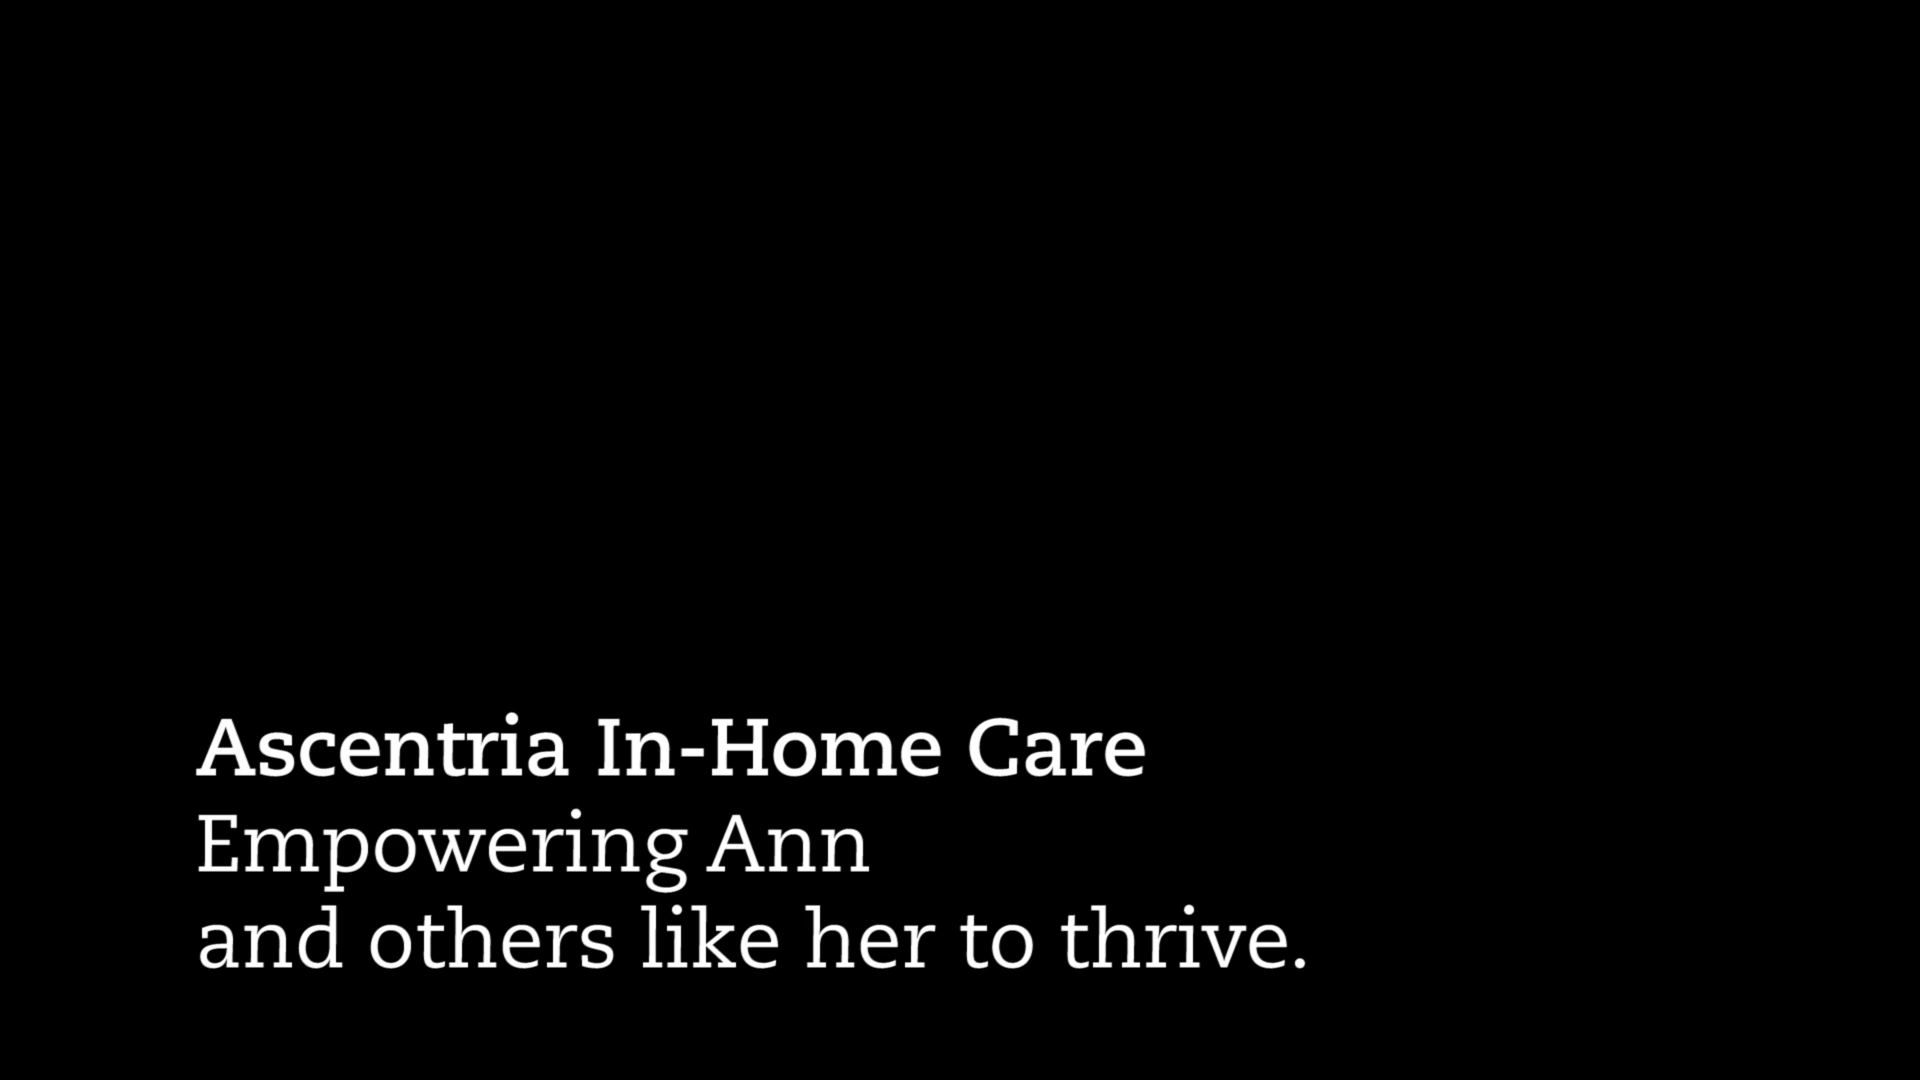 Ascentria In-Home Care
Empowering Ann
and others like her to thrive.